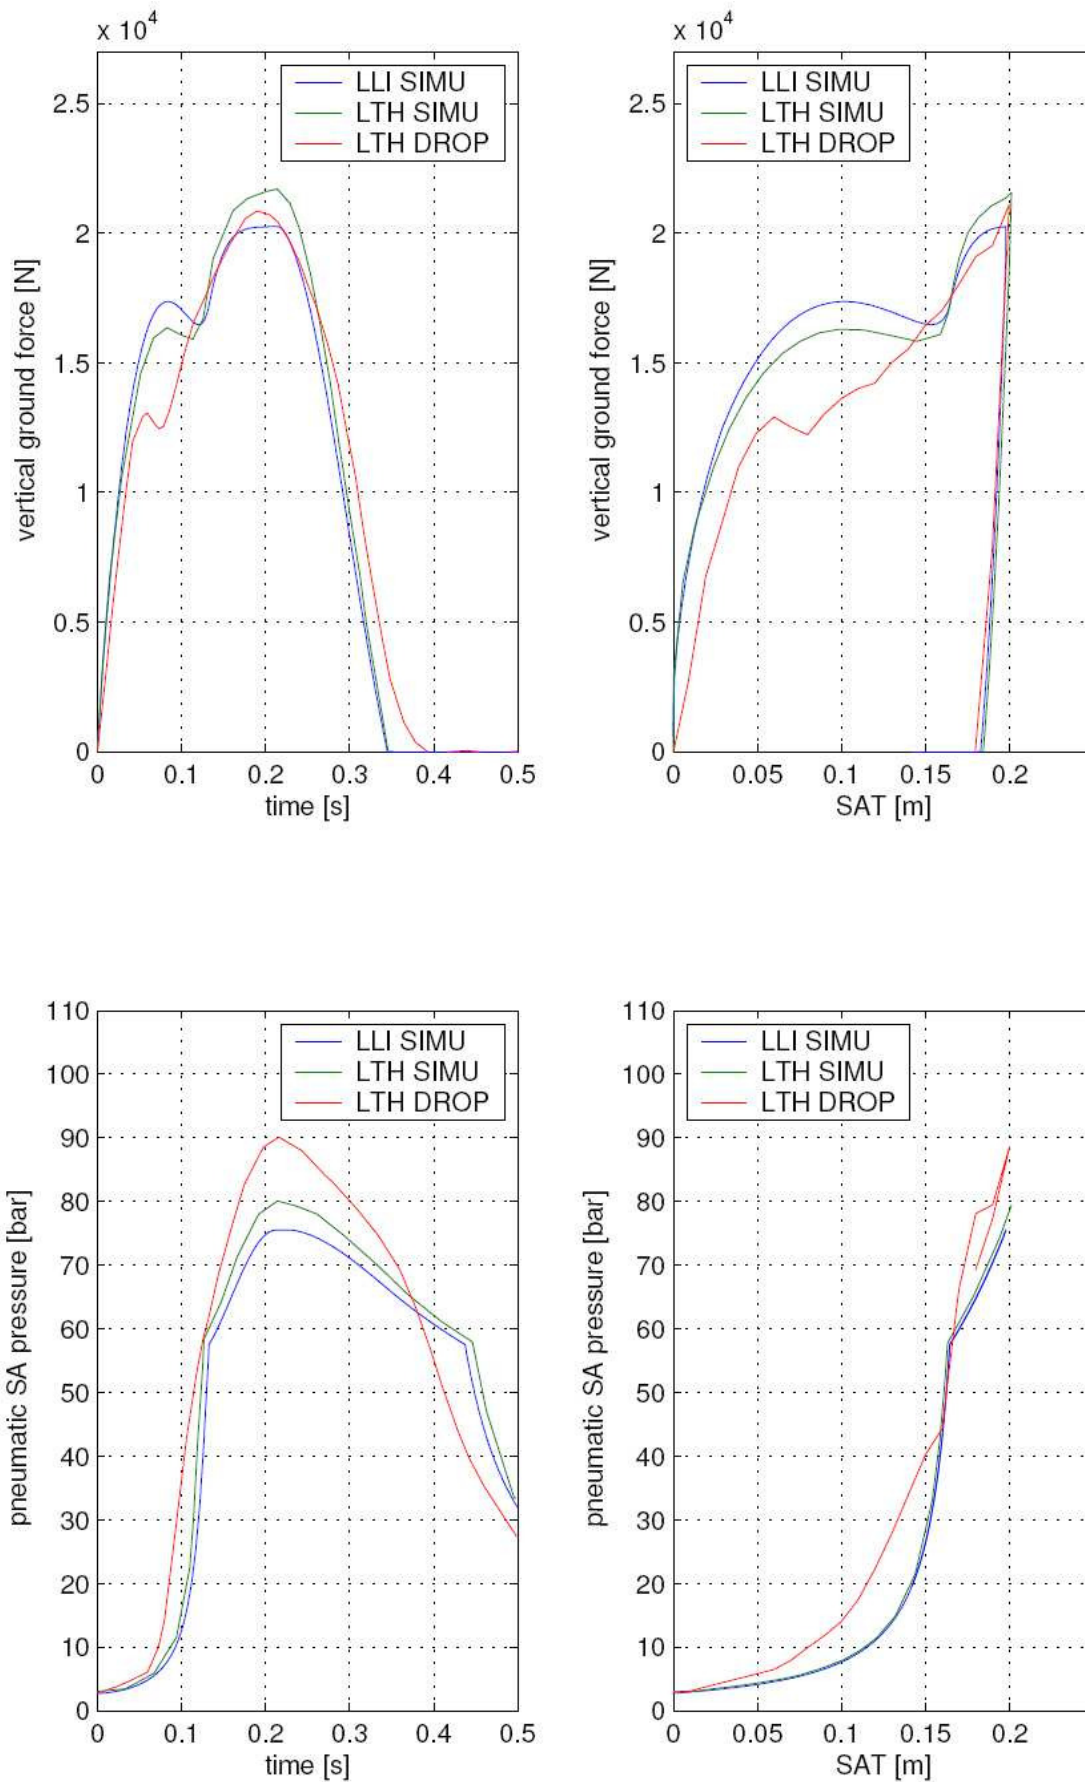 x 10^4
2.5
2
1.5
1
0.5
0
vertical ground force [N]
LLI SIMU
LTH SIMU
LTH DROP
0 0.1 0.2 0.3 0.4 0.5
time [s]
x 10^4
2.5
2
1.5
1
0.5
0
vertical ground force [N]
LLI SIMU
LTH SIMU
LTH DROP
0 0.05 0.1 0.15 0.2
SAT [m]
110
100
90
80
70
60
50
40
30
20
10
0
pneumatic SA pressure [bar]
LLI SIMU
LTH SIMU
LTH DROP
0 0.1 0.2 0.3 0.4 0.5
time [s]
110
100
90
80
70
60
50
40
30
20
10
0
pneumatic SA pressure [bar]
LLI SIMU
LTH SIMU
LTH DROP
0 0.05 0.1 0.15 0.2
SAT [m]